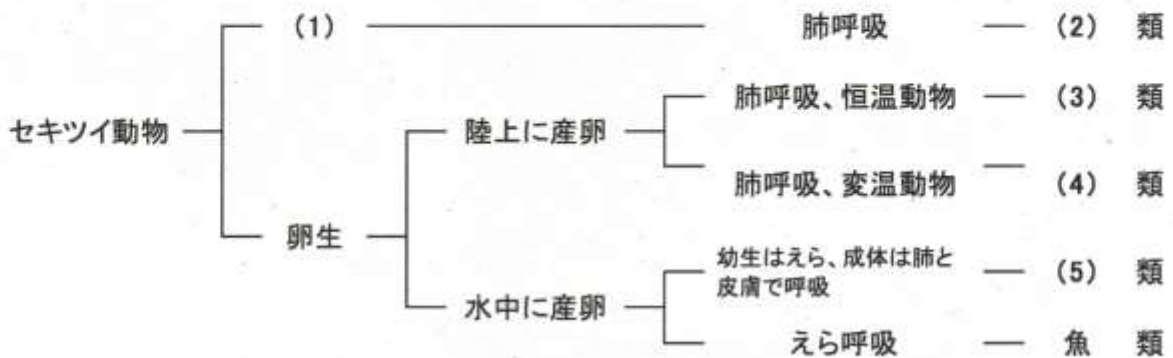 (1) 肺呼吸 (2) 類
肺呼吸、恒温動物 (3) 類
セキツイ動物 陸上に産卵
肺呼吸、変温動物 (4) 類
卵生
幼生はえら、成体は肺と
皮膚で呼吸 (5) 類
水中に産卵
えら呼吸 魚 類